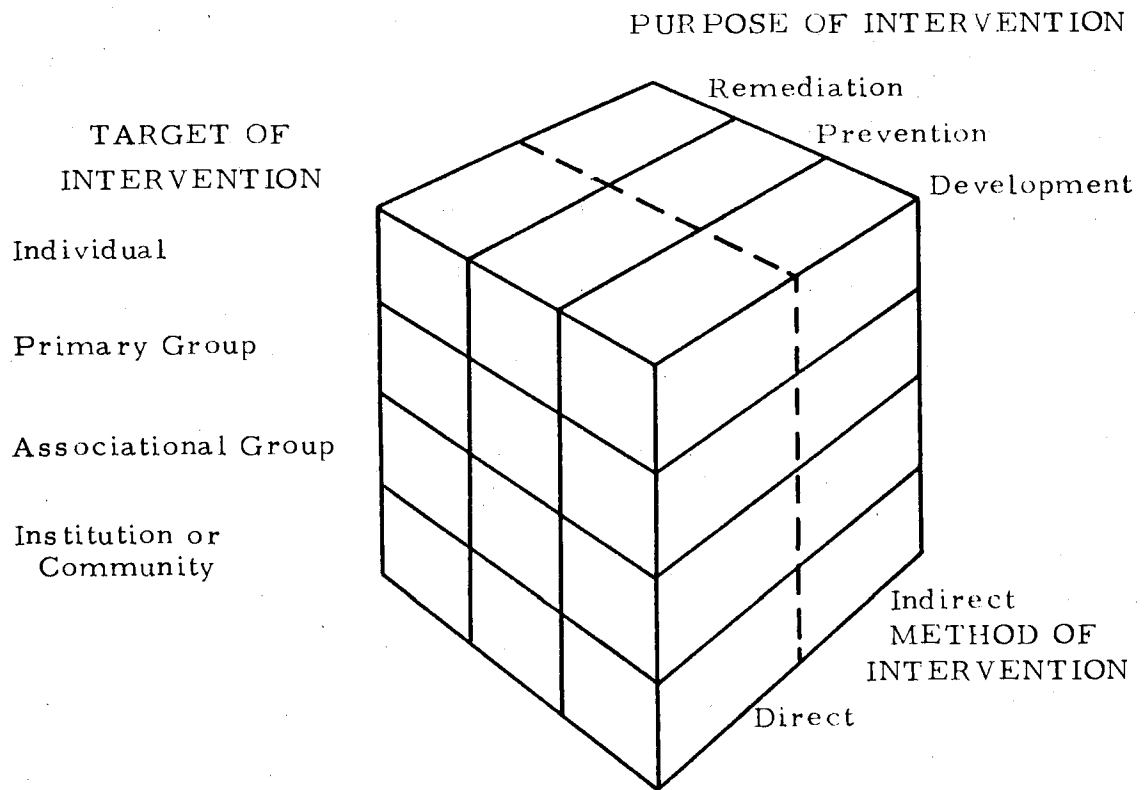 PURPOSE OF INTERVENTION
Remediation
Prevention
Development
TARGET OF
INTERVENTION
Individual
Primary Group
Associational Group
Institution or
Community
Indirect
METHOD OF
INTERVENTION
Direct